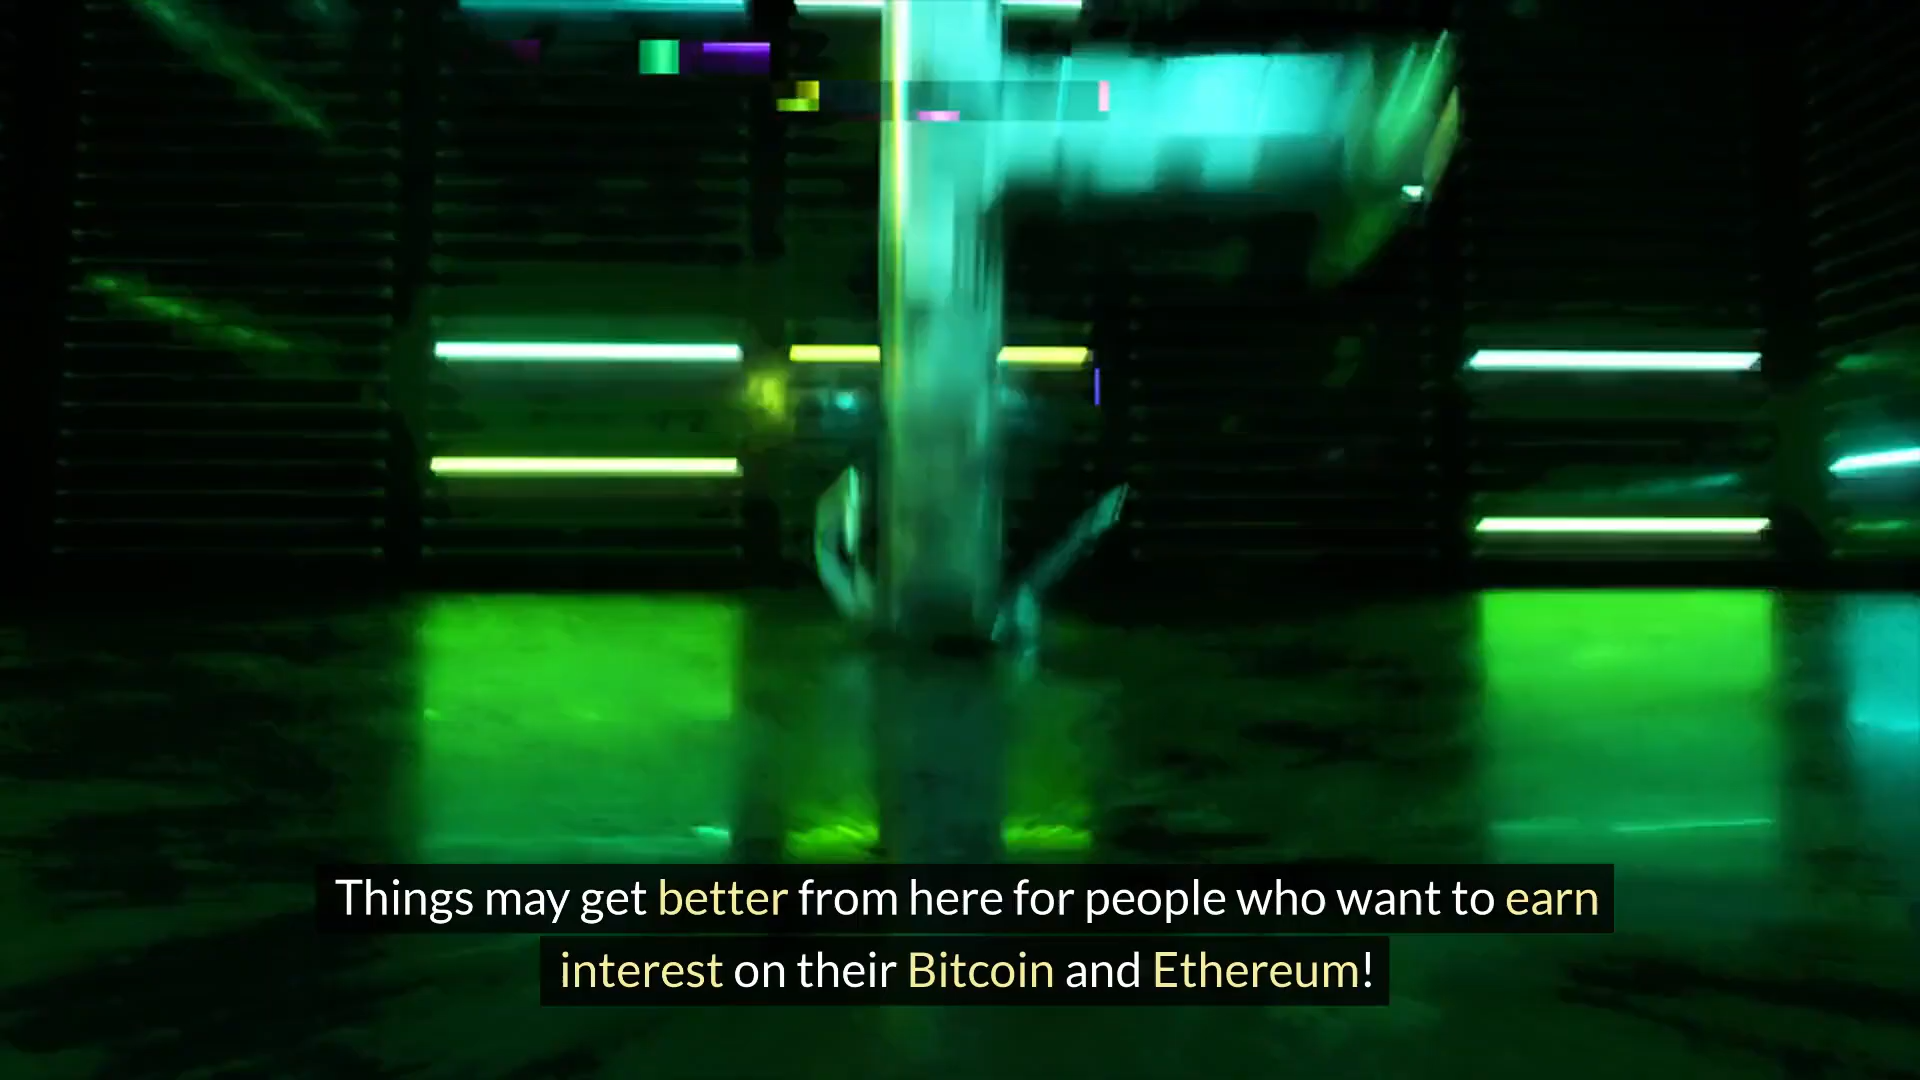 Things may get better from here for people who want to earn
interest on their Bitcoin and Ethereum!